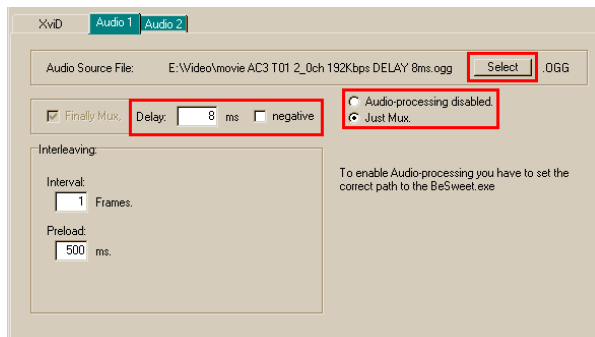 XviD Audio 1 Audio 2
Audio Source File: E:\Video\movie AC3 T01 2_0ch 192Kbps DELAY 8ms.ogg Select .OGG
Finally Mux, Delay: 8 ms negative
Audio-processing disabled.
Just Mux.
Interleaving:
Interval:
1 Frames.
Preload:
500 ms.
To enable Audio-processing you have to set the
correct path to the BeSweet.exe